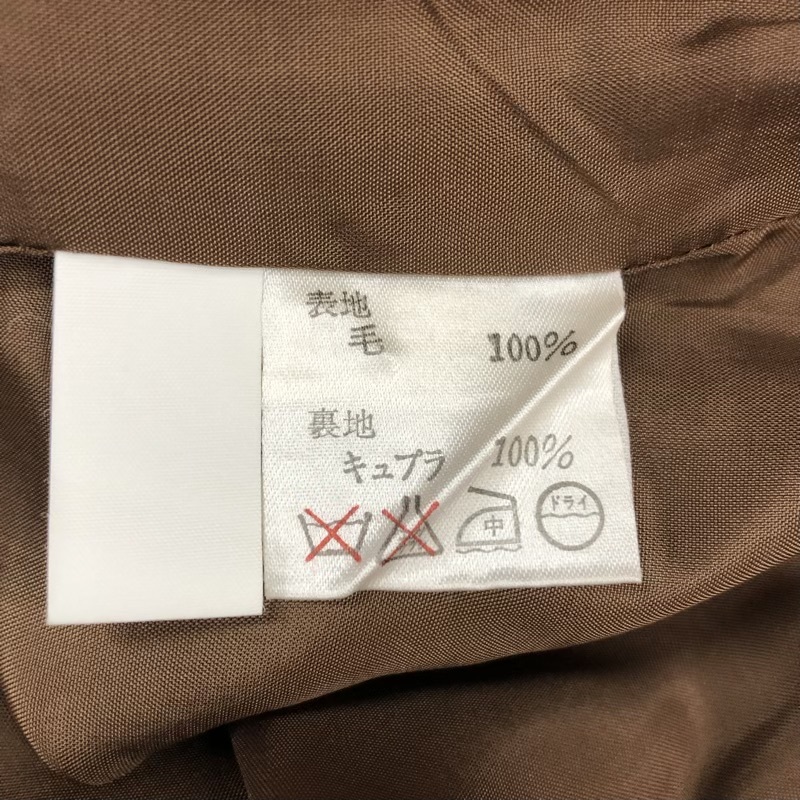 表地
毛 100%
裏地
キュプラ 100%
中 ドライ